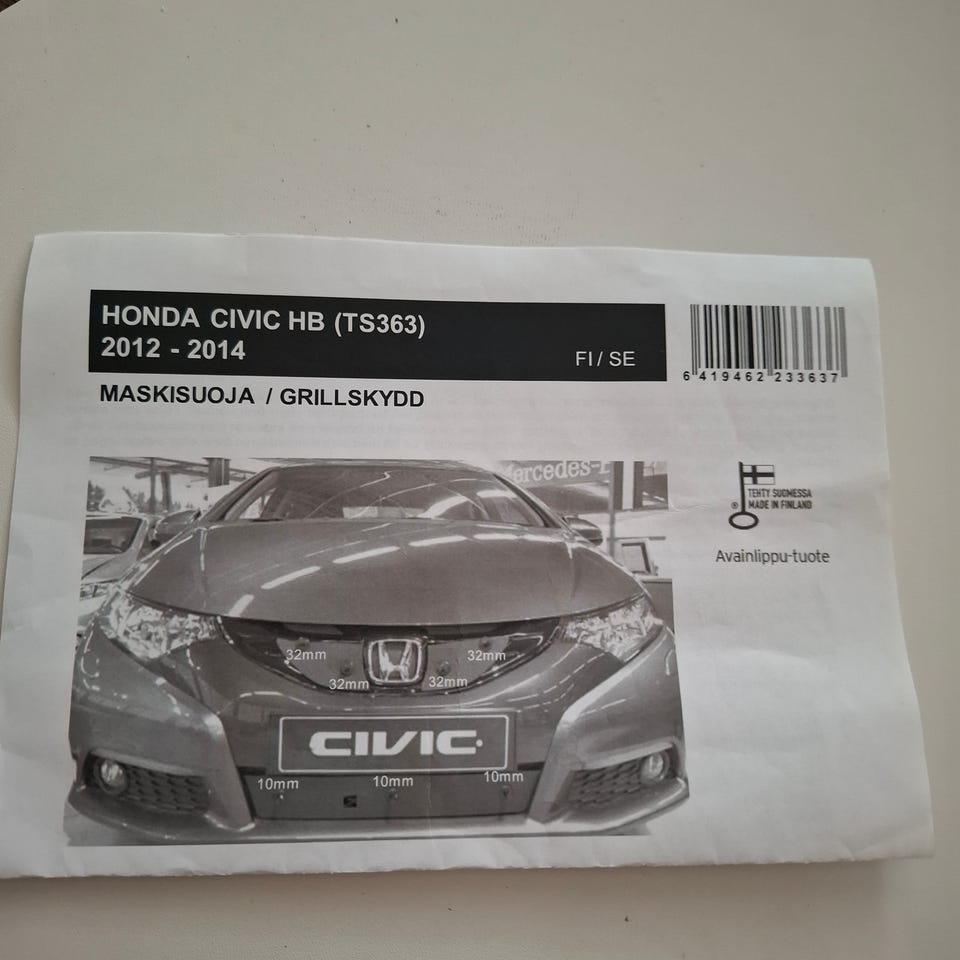 HONDA CIVIC HB (TS363)
2012 - 2014
FI / SE
6 419462 233637
MASKISUOJA / GRILLSKYDD
TEHTY SUOMESSA
MADE IN FINLAND
®
Avainlippu-tuote
32mm
32mm
32mm
32mm
CIVIC
10mm
10mm
10mm